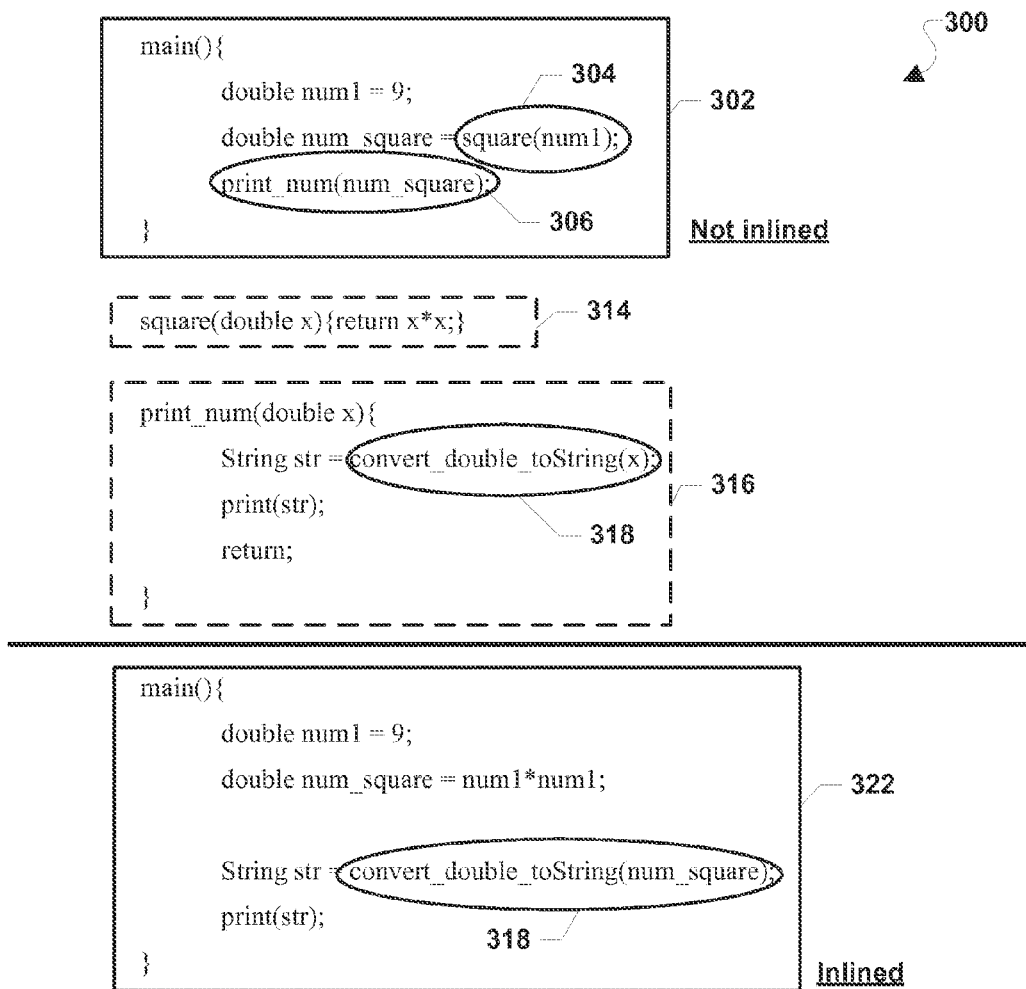 300
main(){
304
double num1 = 9;
302
double num_square = square(num1);
print_num(num_square);
306
}
Not inlined
square(double x){return x*x;}
314
print_num(double x){
String str = convert_double_toString(x);
316
print(str);
318
return;
}
main(){
double num1 = 9;
double num_square = num1*num1;
322
String str = convert_double_toString(num_square);
print(str);
318
}
Inlined